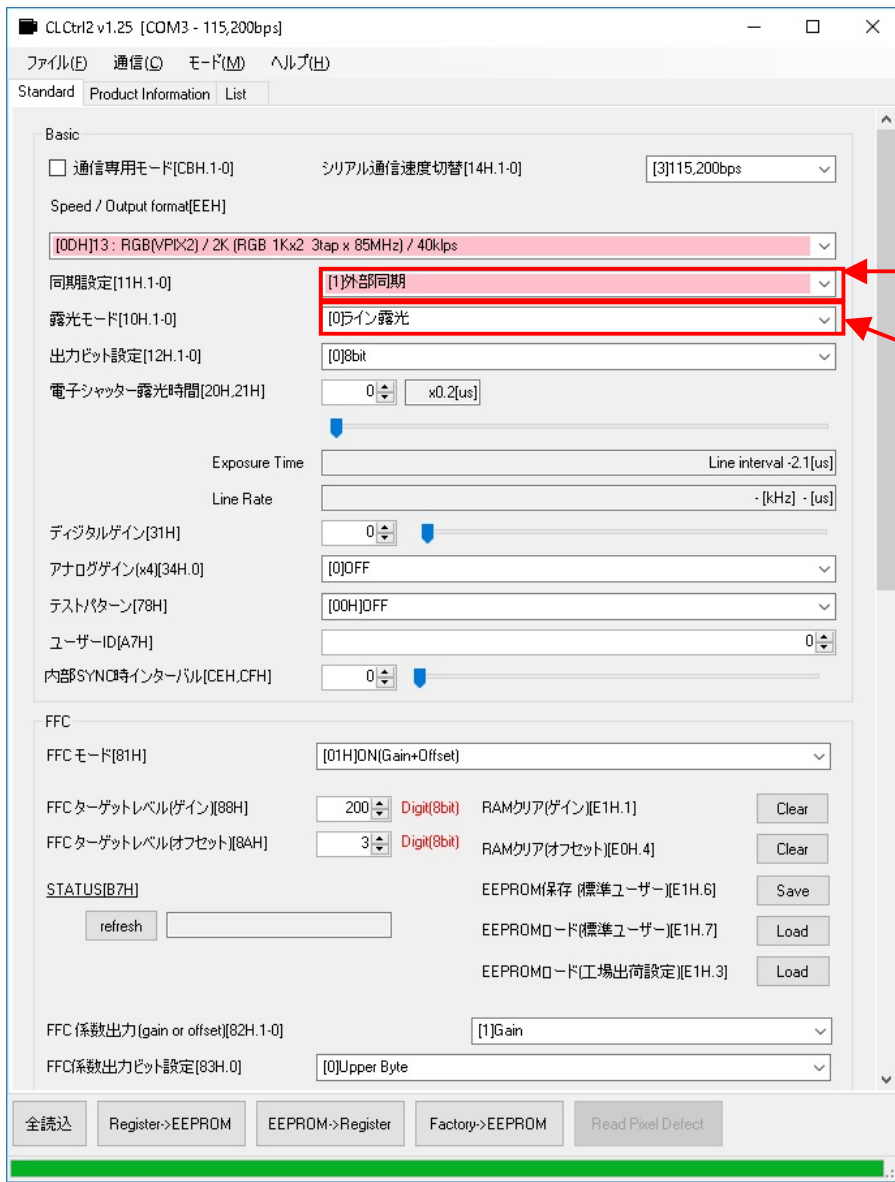 CLCtrl2 v1.25 [COM3 - 115,200bps]
ファイル(F) 通信(C) モード(M) ヘルプ(H)
Standard Product Information List
Basic
通信専用モード[CBH.1-0] シリアル通信速度切替[14H.1-0] [3]115,200bps
Speed / Output format[EEH]
[0DH]13 : RGB(VPIX2) / 2K (RGB 1Kx2 3tap x 85MHz) / 40klps
同期設定[11H.1-0] [1]外部同期
露光モード[10H.1-0] [0]ライン露光
出力ビット設定[12H.1-0] [0]8bit
電子シャッター露光時間[20H,21H] 0 x0.2[us]
Exposure Time Line interval -2.1[us]
Line Rate - [kHz] - [us]
ディジタルゲイン[31H] 0
アナログゲイン(x4)[34H.0] [0]OFF
テストパターン[78H] [00H]OFF
ユーザーID[A7H] 0
内部SYNC時インターバル[CEH,CFH] 0
FFC
FFCモード[81H] [01H]ON(Gain+Offset)
FFCターゲットレベル(ゲイン)[88H] 200 Digit(8bit) RAMクリア(ゲイン)[E1H.1] Clear
FFCターゲットレベル(オフセット)[8AH] 3 Digit(8bit) RAMクリア(オフセット)[E0H.4] Clear
STATUS[B7H] EEPROM保存 (標準ユーザー)[E1H.6] Save
refresh EEPROMロード(標準ユーザー)[E1H.7] Load
EEPROMロード(工場出荷設定)[E1H.3] Load
FFC係数出力(gain or offset)[82H.1-0] [1]Gain
FFC係数出力ビット設定[83H.0] [0]Upper Byte
全読込 Register->EEPROM EEPROM->Register Factory->EEPROM Read Pixel Defect